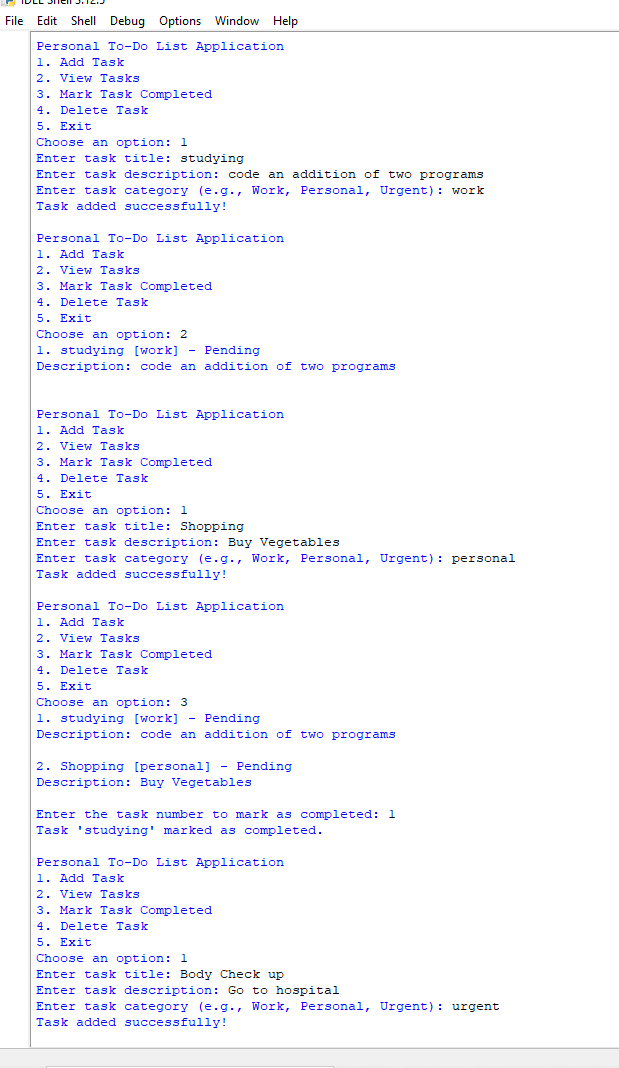 IDLE Shell 3.12.5
File Edit Shell Debug Options Window Help
Personal To-Do List Application
1. Add Task
2. View Tasks
3. Mark Task Completed
4. Delete Task
5. Exit
Choose an option: 1
Enter task title: studying
Enter task description: code an addition of two programs
Enter task category (e.g., Work, Personal, Urgent): work
Task added successfully!
Personal To-Do List Application
1. Add Task
2. View Tasks
3. Mark Task Completed
4. Delete Task
5. Exit
Choose an option: 2
1. studying [work] - Pending
Description: code an addition of two programs
Personal To-Do List Application
1. Add Task
2. View Tasks
3. Mark Task Completed
4. Delete Task
5. Exit
Choose an option: 1
Enter task title: Shopping
Enter task description: Buy Vegetables
Enter task category (e.g., Work, Personal, Urgent): personal
Task added successfully!
Personal To-Do List Application
1. Add Task
2. View Tasks
3. Mark Task Completed
4. Delete Task
5. Exit
Choose an option: 3
1. studying [work] - Pending
Description: code an addition of two programs
2. Shopping [personal] - Pending
Description: Buy Vegetables
Enter the task number to mark as completed: 1
Task 'studying' marked as completed.
Personal To-Do List Application
1. Add Task
2. View Tasks
3. Mark Task Completed
4. Delete Task
5. Exit
Choose an option: 1
Enter task title: Body Check up
Enter task description: Go to hospital
Enter task category (e.g., Work, Personal, Urgent): urgent
Task added successfully!